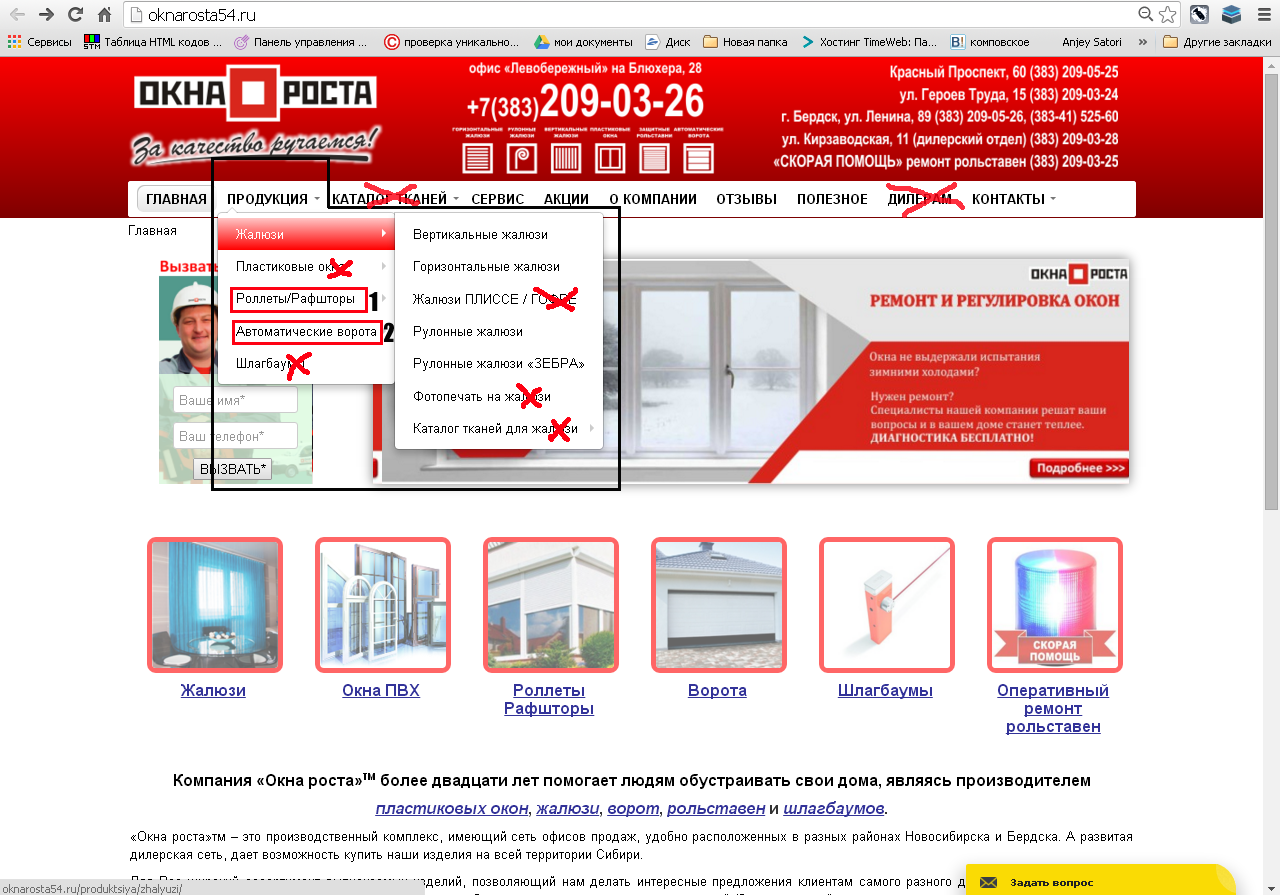 oknarosta54.ru
Сервисы
Таблица HTML кодов ...
Панель управления ...
проверка уникально...
мои документы
Диск
Новая папка
Хостинг TimeWeb: Па...
B! комповское
Anjey Satori
»
Другие закладки
ОКНА РОСТА
За качество ручаемся!
офис «Левобережный» на Блюхера, 28
+7(383)209-03-26
ГОРИЗОНТАЛЬНЫЕ ЖАЛЮЗИ
РУЛОННЫЕ ЖАЛЮЗИ
ВЕРТИКАЛЬНЫЕ ЖАЛЮЗИ
ПЛАСТИКОВЫЕ ОКНА
ЗАЩИТНЫЕ РОЛЬСТАВНИ
АВТОМАТИЧЕСКИЕ ВОРОТА
Красный Проспект, 60 (383) 209-05-25
ул. Героев Труда, 15 (383) 209-03-24
г. Бердск, ул. Ленина, 89 (383) 209-05-26, (383-41) 525-60
ул. Кирзаводская, 11 (дилерский отдел) (383) 209-03-28
«СКОРАЯ ПОМОЩЬ» ремонт рольставен (383) 209-03-25
ГЛАВНАЯ
ПРОДУКЦИЯ
КАТАЛОГ ТКАНЕЙ
СЕРВИС
АКЦИИ
О КОМПАНИИ
ОТЗЫВЫ
ПОЛЕЗНОЕ
ДИЛЕРАМ
КОНТАКТЫ
Главная
Жалюзи
Пластиковые окна
Роллеты/Рафшторы
1
Автоматические ворота
2
Шлагбаумы
Вертикальные жалюзи
Горизонтальные жалюзи
Жалюзи ПЛИССЕ / ГОФРЕ
Рулонные жалюзи
Рулонные жалюзи «ЗЕБРА»
Фотопечать на жалюзи
Каталог тканей для жалюзи
Вызват
Ваше имя*
Ваш телефон*
ВЫЗВАТЬ*
ОКНА РОСТА
РЕМОНТ И РЕГУЛИРОВКА ОКОН
Окна не выдержали испытания
зимними холодами?
Нужен ремонт?
Специалисты нашей компании решат ваши
вопросы и в вашем доме станет теплее.
ДИАГНОСТИКА БЕСПЛАТНО!
Подробнее >>>
СКОРАЯ
ПОМОЩЬ
Жалюзи
Окна ПВХ
Роллеты
Рафшторы
Ворота
Шлагбаумы
Оперативный
ремонт
рольставен
Компания «Окна роста»™ более двадцати лет помогает людям обустраивать свои дома, являясь производителем
пластиковых окон, жалюзи, ворот, рольставен и шлагбаумов.
«Окна роста»тм – это производственный комплекс, имеющий сеть офисов продаж, удобно расположенных в разных районах Новосибирска и Бердска. А развитая
дилерская сеть, дает возможность купить наши изделия на всей территории Сибири.
изделий, позволяющий нам делать интересные предложения клиентам самого разного
oknarosta54.ru/produktsiya/zhalyuzi/
Задать вопрос